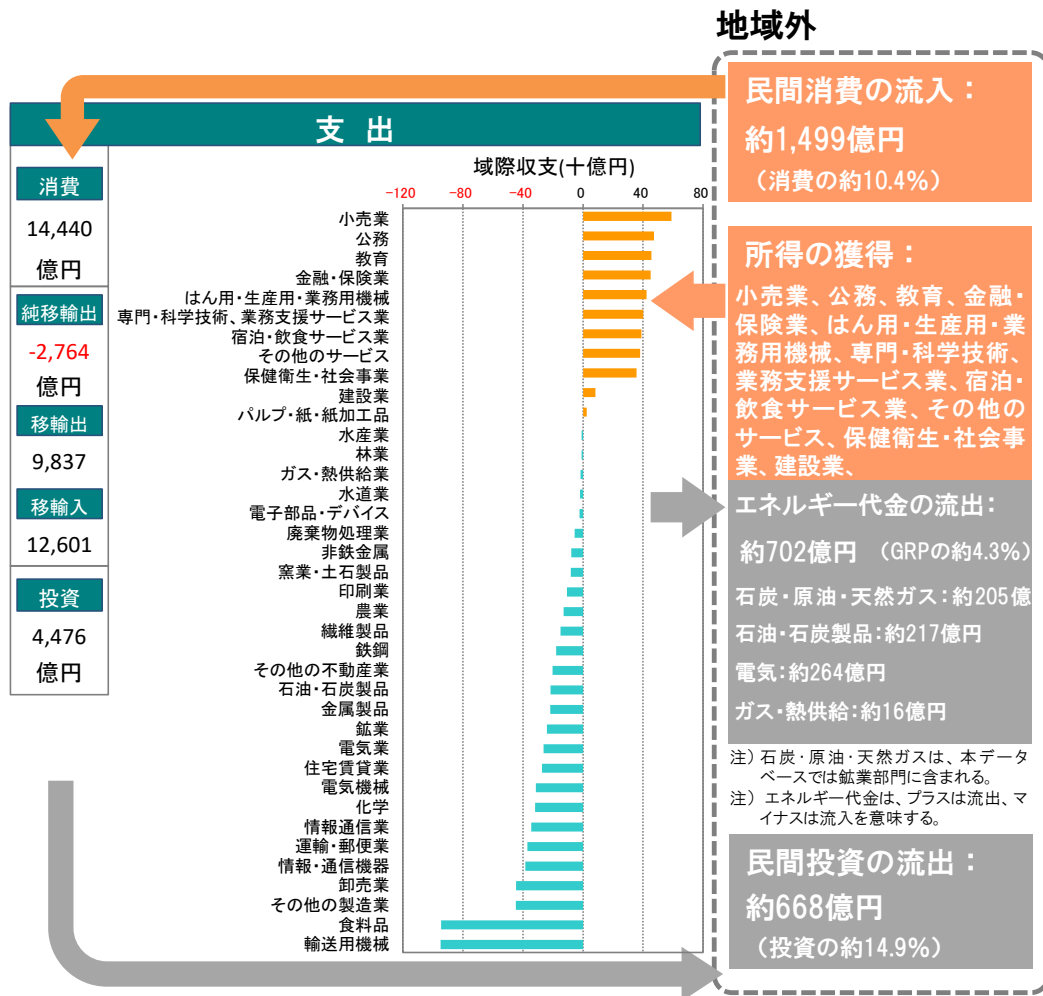 地域外
支 出
消費
14,440
億円
純移輸出
-2,764
億円
移輸出
9,837
移輸入
12,601
投資
4,476
億円
域際収支(十億円)
-120 -80 -40 0 40 80
小売業
公務
教育
金融・保険業
はん用・生産用・業務用機械
専門・科学技術、業務支援サービス業
宿泊・飲食サービス業
その他のサービス
保健衛生・社会事業
建設業
パルプ・紙・紙加工品
水産業
林業
ガス・熱供給業
水道業
電子部品・デバイス
廃棄物処理業
非鉄金属
窯業・土石製品
印刷業
農業
繊維製品
鉄鋼
その他の不動産業
石油・石炭製品
金属製品
鉱業
電気業
住宅賃貸業
電気機械
化学
情報通信業
運輸・郵便業
情報・通信機器
卸売業
その他の製造業
食料品
輸送用機械
民間消費の流入：
約1,499億円
（消費の約10.4%）
所得の獲得：
小売業、公務、教育、金融・
保険業、はん用・生産用・業
務用機械、専門・科学技術、
業務支援サービス業、宿泊・
飲食サービス業、その他の
サービス、保健衛生・社会事
業、建設業、
エネルギー代金の流出：
約702億円 （GRPの約4.3%）
石炭・原油・天然ガス：約205億
石油・石炭製品：約217億円
電気：約264億円
ガス・熱供給：約16億円
注）石炭・原油・天然ガスは、本データ
ベースでは鉱業部門に含まれる。
注） エネルギー代金は、プラスは流出、マ
イナスは流入を意味する。
民間投資の流出：
約668億円
（投資の約14.9%）